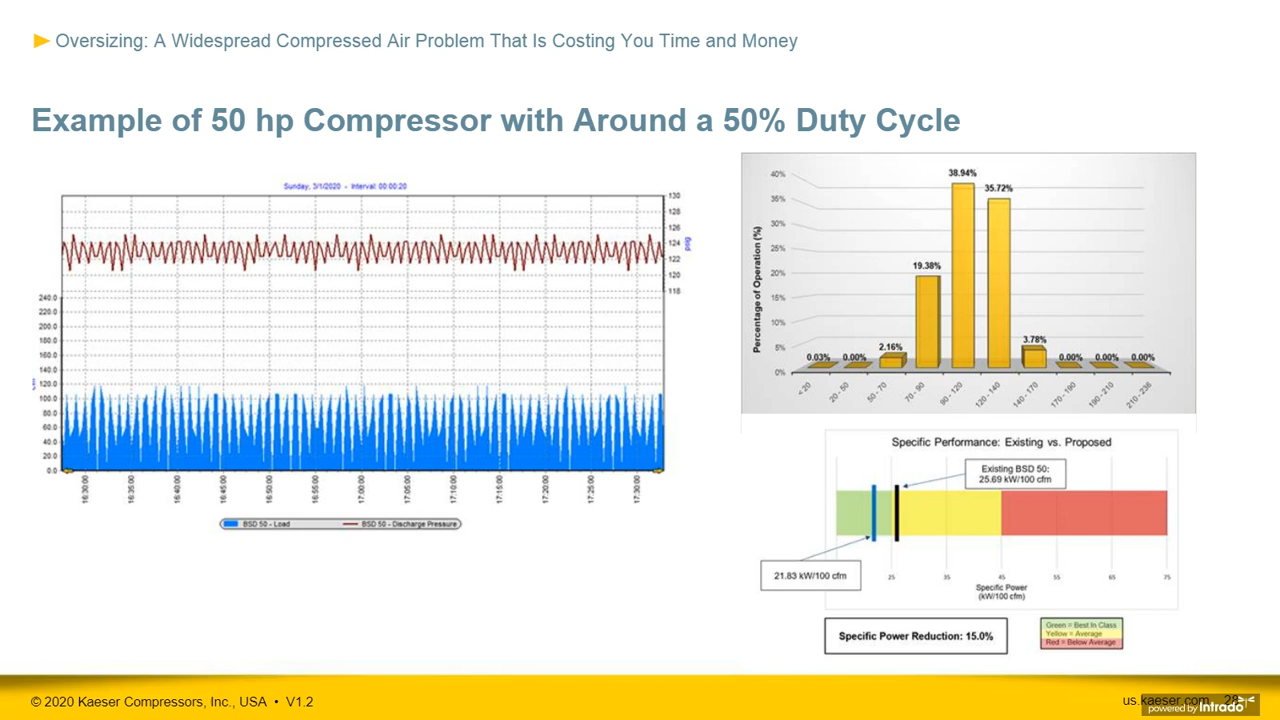 Oversizing: A Widespread Compressed Air Problem That Is Costing You Time and Money
Example of 50 hp Compressor with Around a 50% Duty Cycle
Sunday, 3/1/2020 - Interval: 00:00:20
130
128
126
124
122
120
118
psig
240.0
220.0
200.0
180.0
160.0
140.0
120.0
100.0
80.0
60.0
40.0
20.0
0.0
16:30:00
16:35:00
16:40:00
16:45:00
16:50:00
16:55:00
17:00:00
17:05:00
17:10:00
17:15:00
17:20:00
17:25:00
17:30:00
BSD 50 - Load
BSD 50 - Discharge Pressure
Percentage of Operation (%)
40%
35%
30%
25%
20%
15%
10%
5%
0%
0.03%
0.00%
2.16%
19.38%
38.94%
35.72%
3.78%
0.00%
0.00%
0.00%
< 20
20 - 50
50 - 70
70 - 90
90 - 120
120 - 140
140 - 170
170 - 190
190 - 210
210 - 236
Specific Performance: Existing vs. Proposed
Existing BSD 50:
25.69 kW/100 cfm
21.83 kW/100 cfm
25
35
45
55
65
75
Specific Power
(kW/100 cfm)
Specific Power Reduction: 15.0%
Green = Best In Class
Yellow = Average
Red = Below Average
© 2020 Kaeser Compressors, Inc., USA • V1.2
us.kaeser.com
powered by intrado